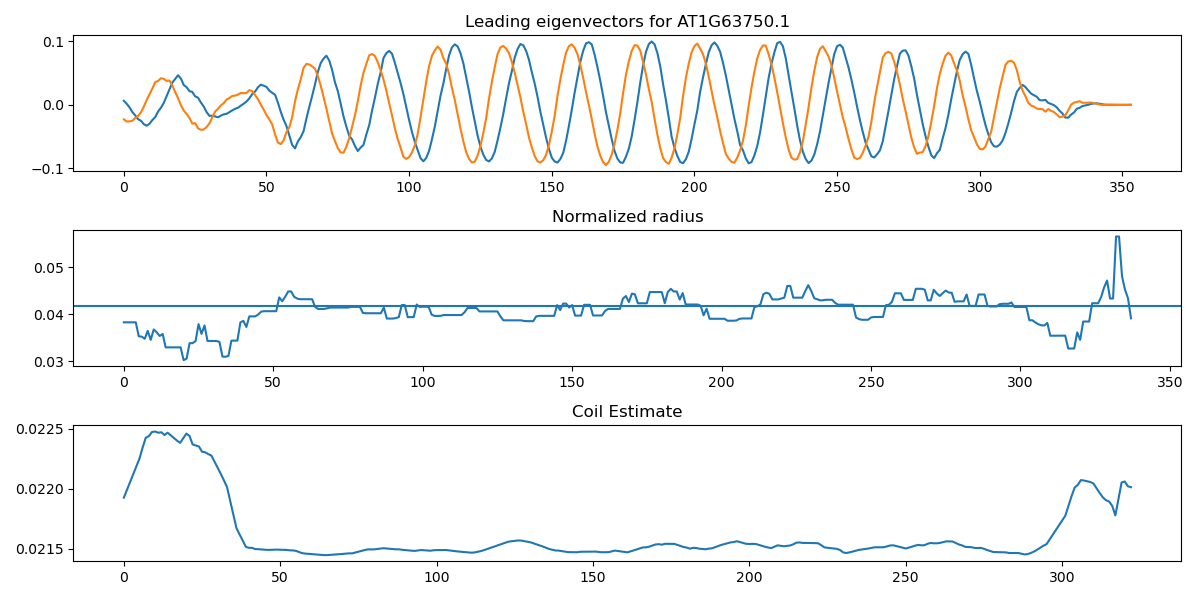 Leading eigenvectors for AT1G63750.1
0.1
0.0
−0.1
0 50 100 150 200 250 300 350
Normalized radius
0.05
0.04
0.03
0 50 100 150 200 250 300 350
Coil Estimate
0.0225
0.0220
0.0215
0 50 100 150 200 250 300